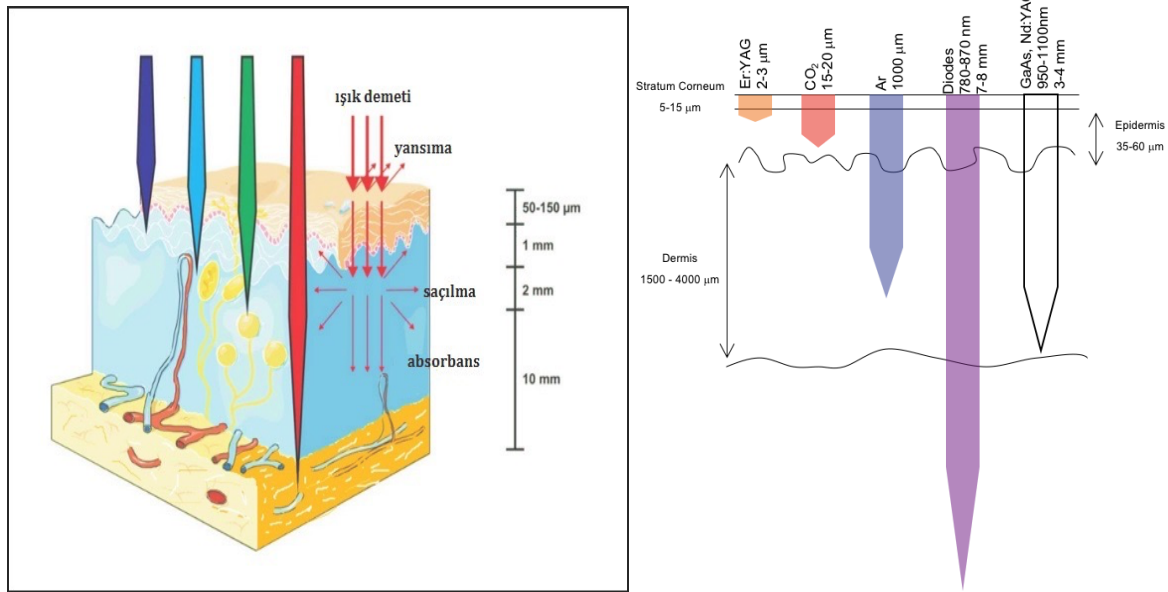 ışık demeti
yansıma
saçılma
absorbans
50-150 µm
1 mm
2 mm
10 mm
Er:YAG
2-3 µm
CO2
15-20 µm
Ar
1000 µm
Diodes
780-870 nm
7-8 mm
GaAs, Nd:YAG
950-1100nm
3-4 mm
Stratum Corneum
5-15 µm
Epidermis
35-60 µm
Dermis
1500 - 4000 µm